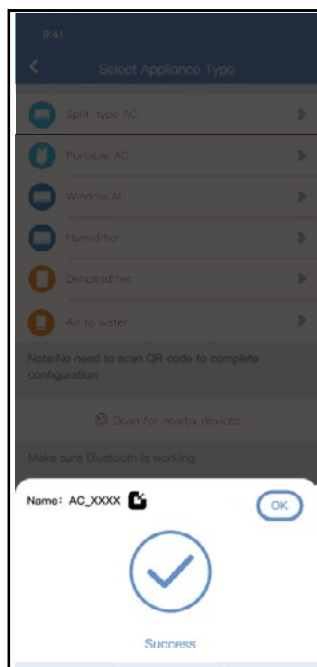 9:41
Select Appliance Type
Split type AC
Portable AC
Window AC
Humidifier
Dehumidifier
Air to water
Note:No need to scan QR code to complete
configuration
Scan for nearby devices
Make sure Bluetooth is working.
Name: AC_XXXX
OK
Success